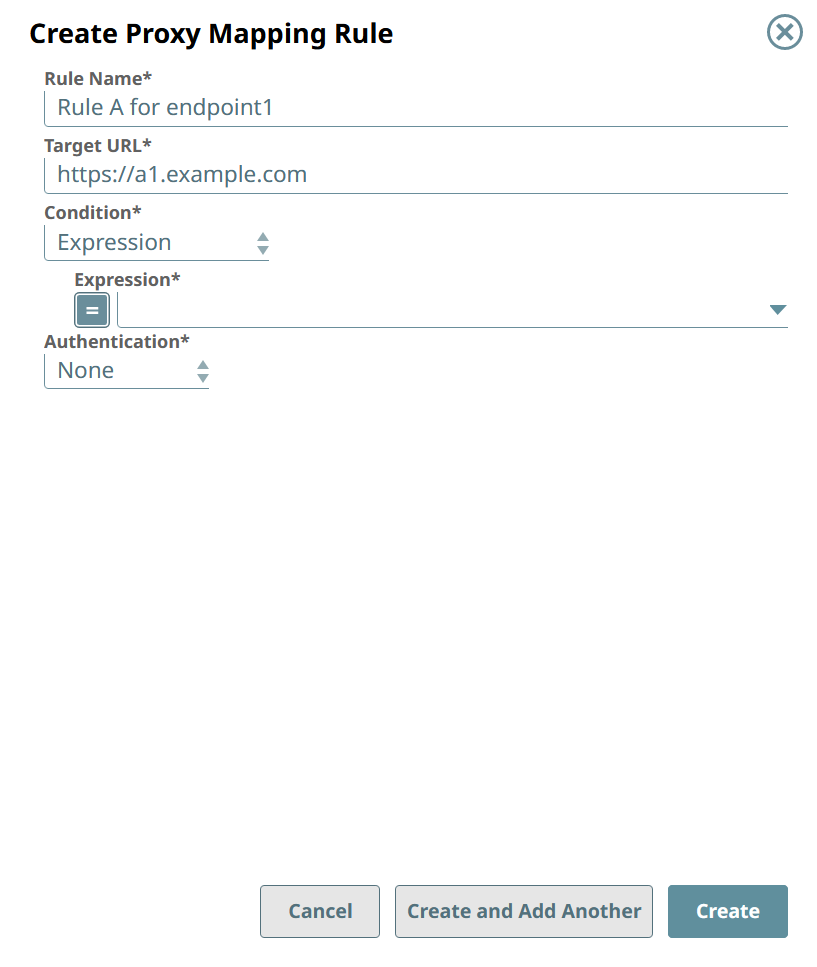 Create Proxy Mapping Rule
Rule Name*
Rule A for endpoint1
Target URL*
https://a1.example.com
Condition*
Expression
Expression*
=
Authentication*
None
Cancel Create and Add Another Create